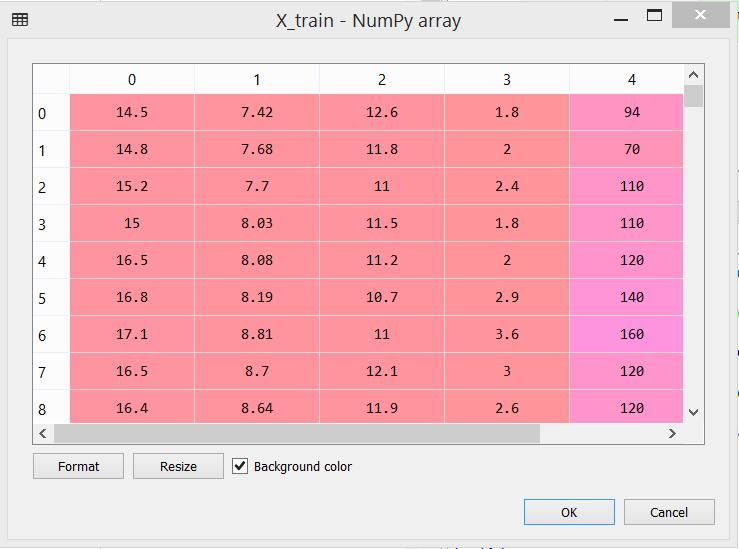 X_train - NumPy array
0 1 2 3 4
0 14.5 7.42 12.6 1.8 94
1 14.8 7.68 11.8 2 70
2 15.2 7.7 11 2.4 110
3 15 8.03 11.5 1.8 110
4 16.5 8.08 11.2 2 120
5 16.8 8.19 10.7 2.9 140
6 17.1 8.81 11 3.6 160
7 16.5 8.7 12.1 3 120
8 16.4 8.64 11.9 2.6 120
Format Resize Background color
OK Cancel